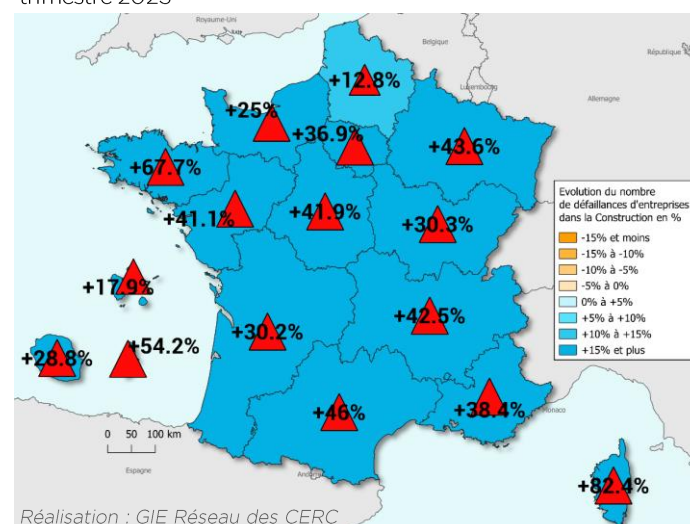 trimestre 2023
Royaume-Uni
Belgique
République
Luxembourg
Allemagne
+12.8%
+25%
+36.9%
+43.6%
+67.7%
+41.1%
+41.9%
+30.3%
+17.9%
+30.2%
+42.5%
+28.8%
+54.2%
+46%
+38.4%
Monaco
0 50 100 km
Espagne
+82.4%
Evolution du nombre
de défaillances d'entreprises
dans la Construction en %
-15% et moins
-15% à -10%
-10% à -5%
-5% à 0%
0% à +5%
+5% à +10%
+10% à +15%
+15% et plus
Réalisation : GIE Réseau des CERC